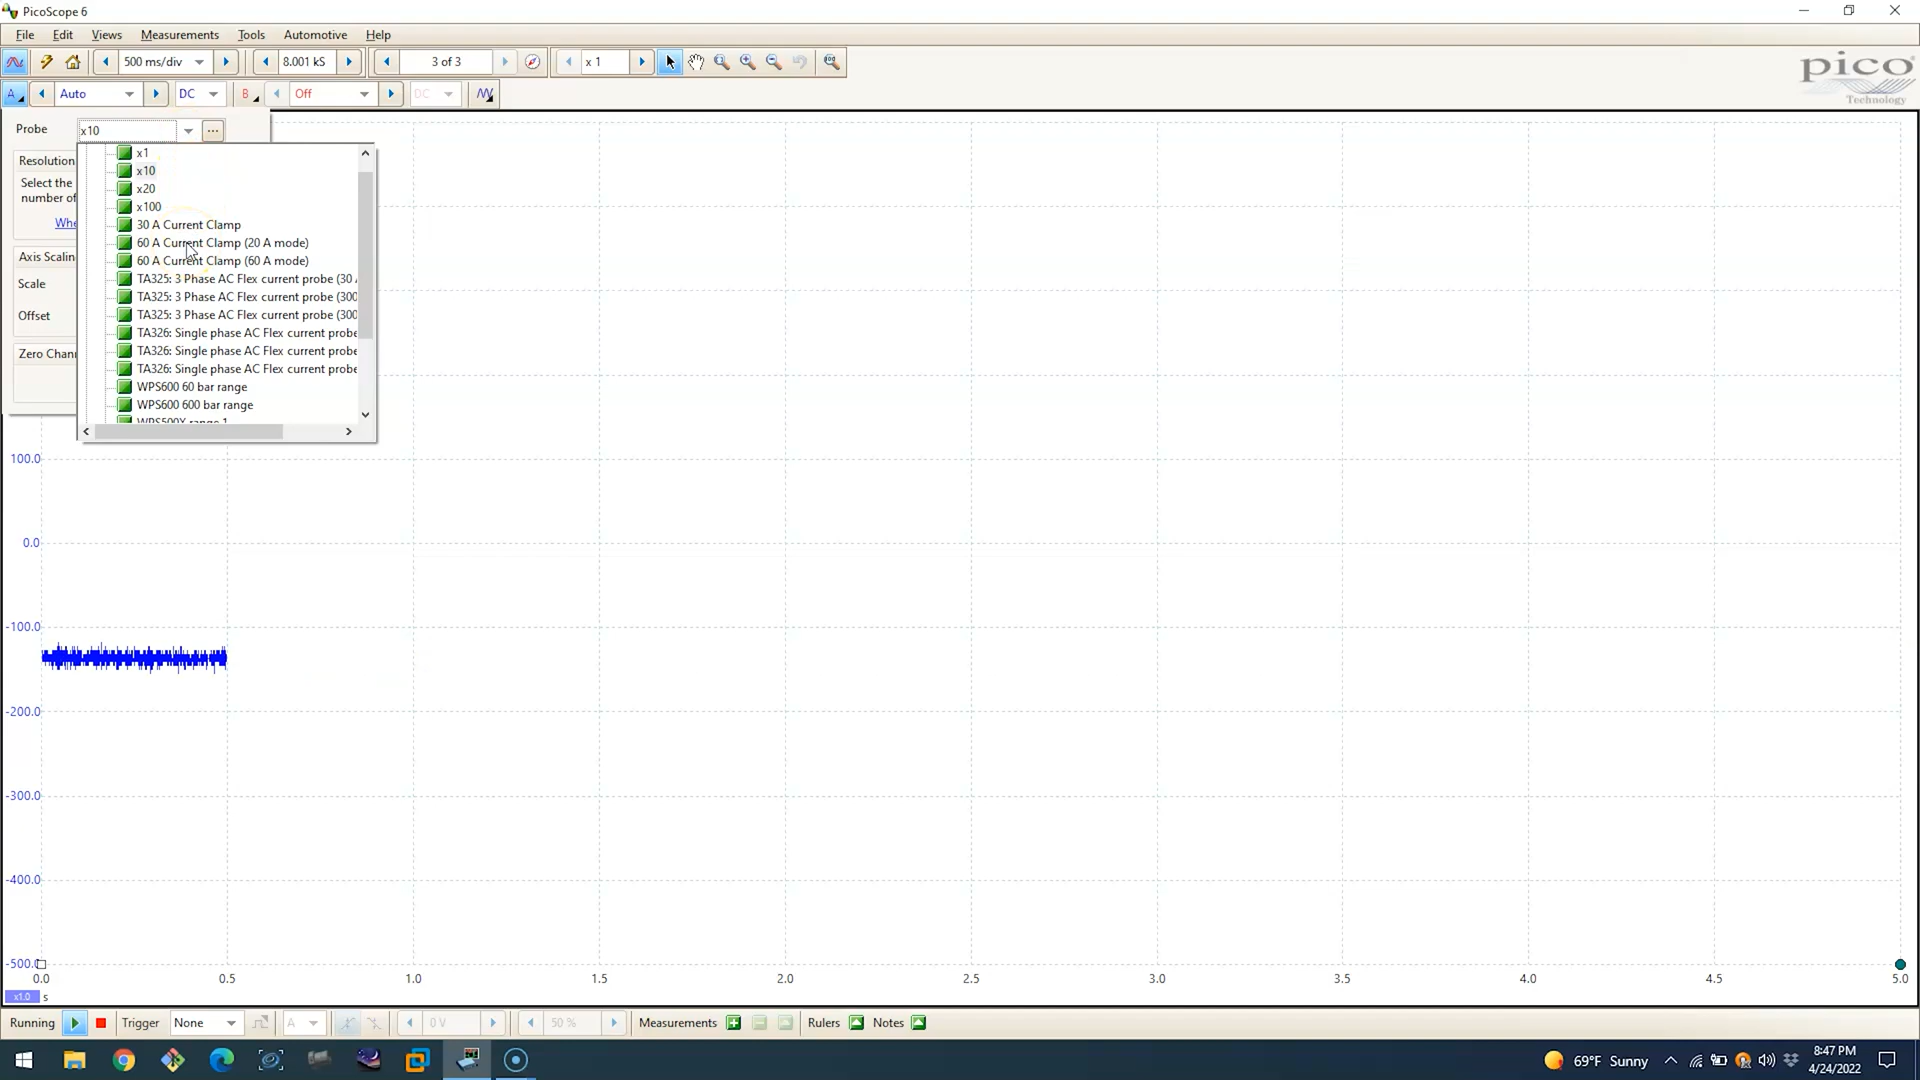 PicoScope 6
File Edit Views Measurements Tools Automotive Help
500 ms/div 8.001 kS 3 of 3 x 1
pico
Technology
A Auto DC B Off DC
Probe x10
x1
x10
x20
x100
30 A Current Clamp
60 A Current Clamp (20 A mode)
60 A Current Clamp (60 A mode)
TA325: 3 Phase AC Flex current probe (30
TA325: 3 Phase AC Flex current probe (300
TA325: 3 Phase AC Flex current probe (300
TA326: Single phase AC Flex current probe
TA326: Single phase AC Flex current probe
TA326: Single phase AC Flex current probe
WPS600 60 bar range
WPS600 600 bar range
WPS500X range 1
Resolution
Select the
number of
Whe
Axis Scalin
Scale
Offset
Zero Chann
100.0
0.0
-100.0
-200.0
-300.0
-400.0
-500.0
0.0 0.5 1.0 1.5 2.0 2.5 3.0 3.5 4.0 4.5 5.0
x1.0 s
Running Trigger None A 0 V 50 % Measurements Rulers Notes
69°F Sunny
8:47 PM
4/24/2022